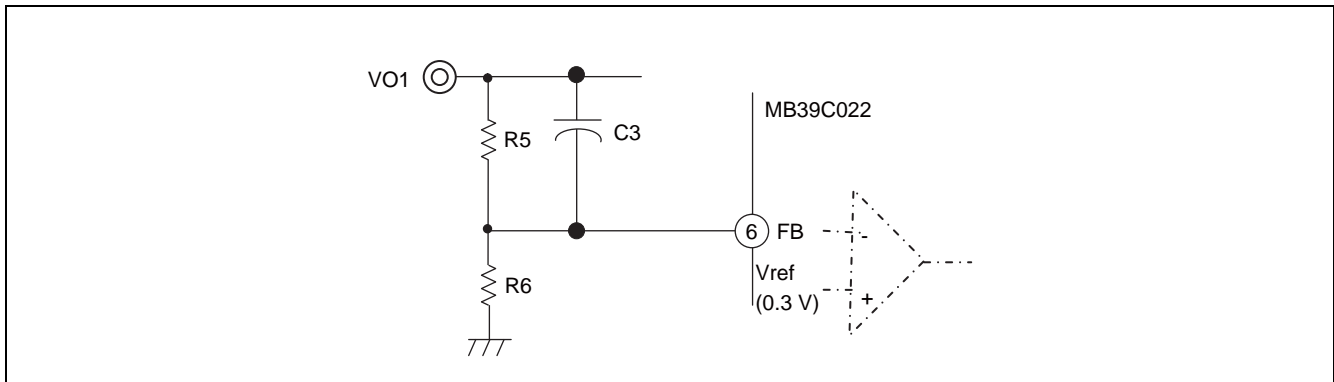 VO1
MB39C022
R5
C3
6
FB
-
Vref
(0.3 V)
+
R6